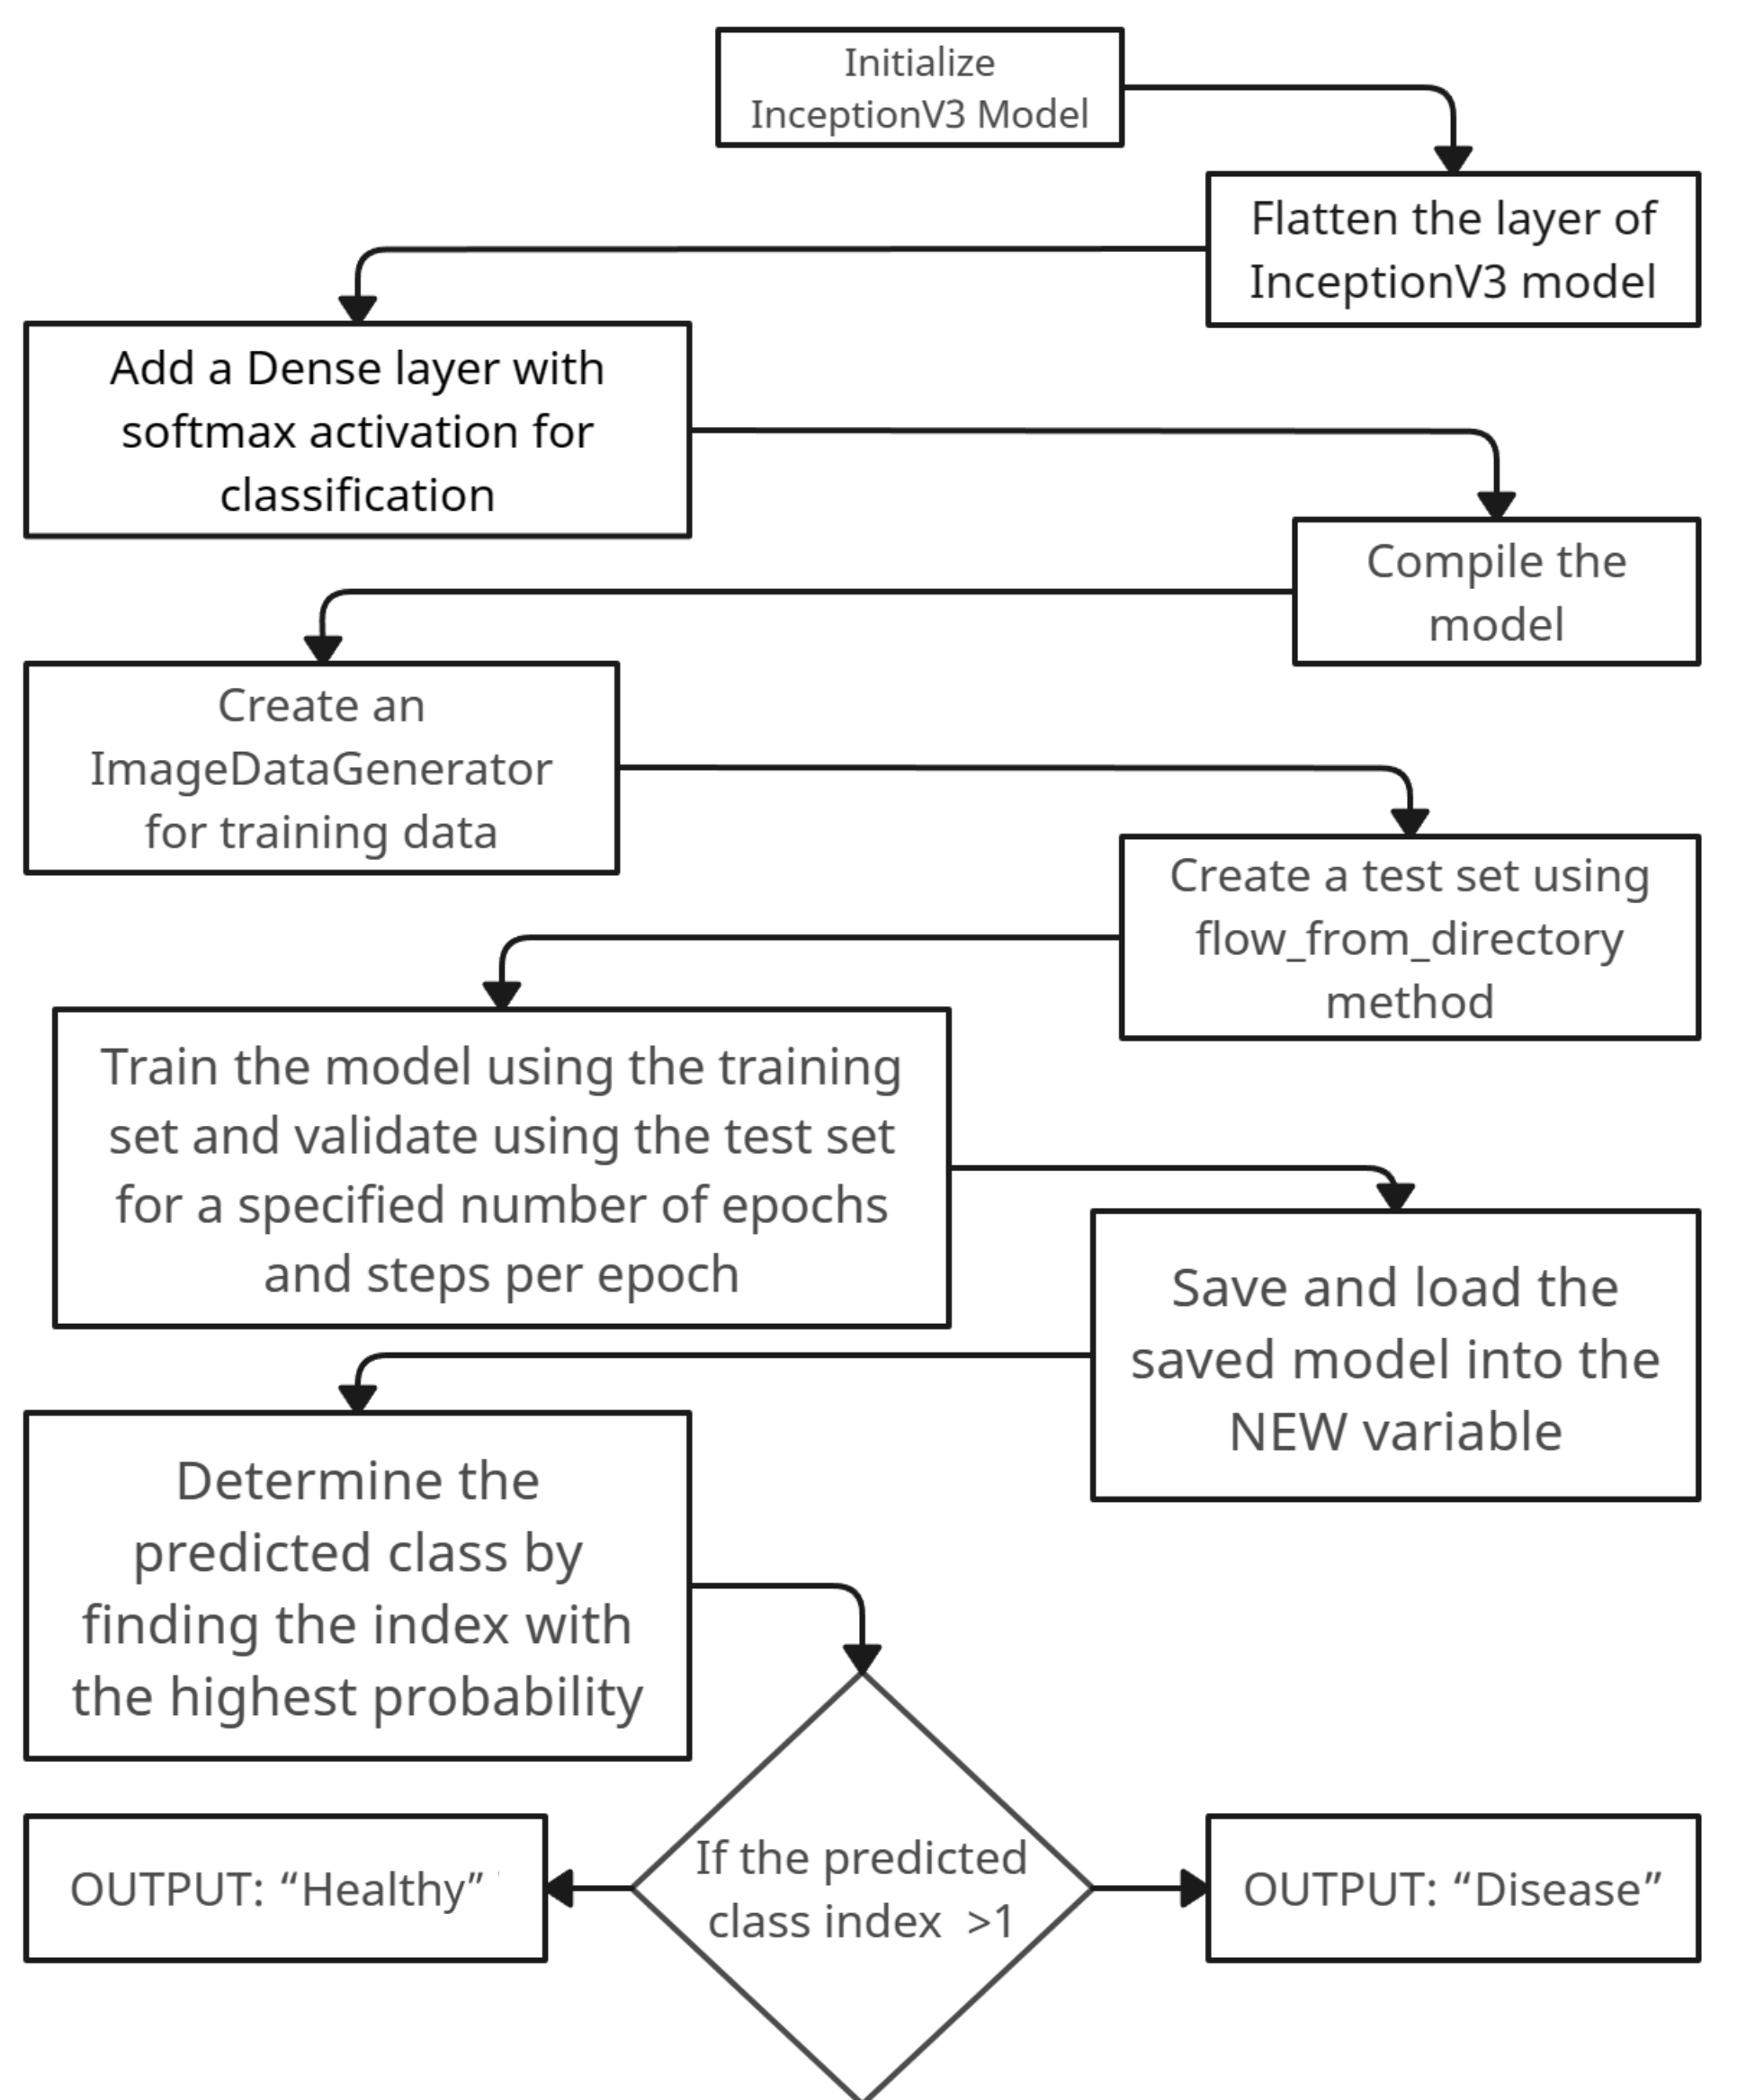 Initialize
InceptionV3 Model
Flatten the layer of
InceptionV3 model
Add a Dense layer with
softmax activation for
classification
Compile the
model
Create an
ImageDataGenerator
for training data
Create a test set using
flow_from_directory
method
Train the model using the training
set and validate using the test set
for a specified number of epochs
and steps per epoch
Save and load the
saved model into the
NEW variable
Determine the
predicted class by
finding the index with
the highest probability
If the predicted
class index >1
OUTPUT: “Healthy”
OUTPUT: “Disease”